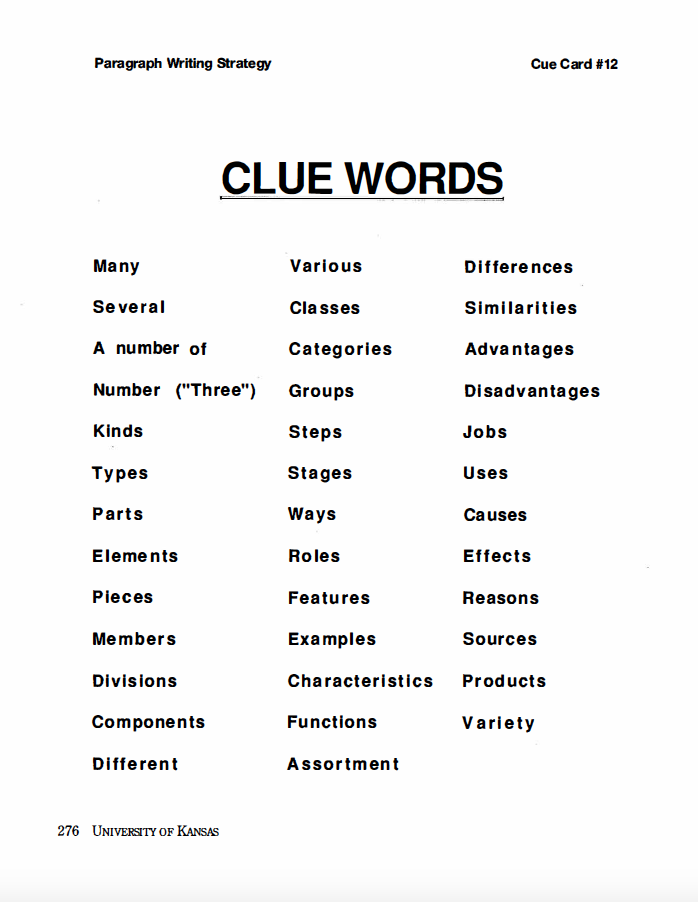 Paragraph Writing Strategy
Cue Card #12
CLUE WORDS
Many
Several
A number of
Number ("Three")
Kinds
Types
Parts
Elements
Pieces
Members
Divisions
Components
Different
Various
Classes
Categories
Groups
Steps
Stages
Ways
Roles
Features
Examples
Characteristics
Functions
Assortment
Differences
Similarities
Advantages
Disadvantages
Jobs
Uses
Causes
Effects
Reasons
Sources
Products
Variety
276 UNIVERSITY OF KANSAS